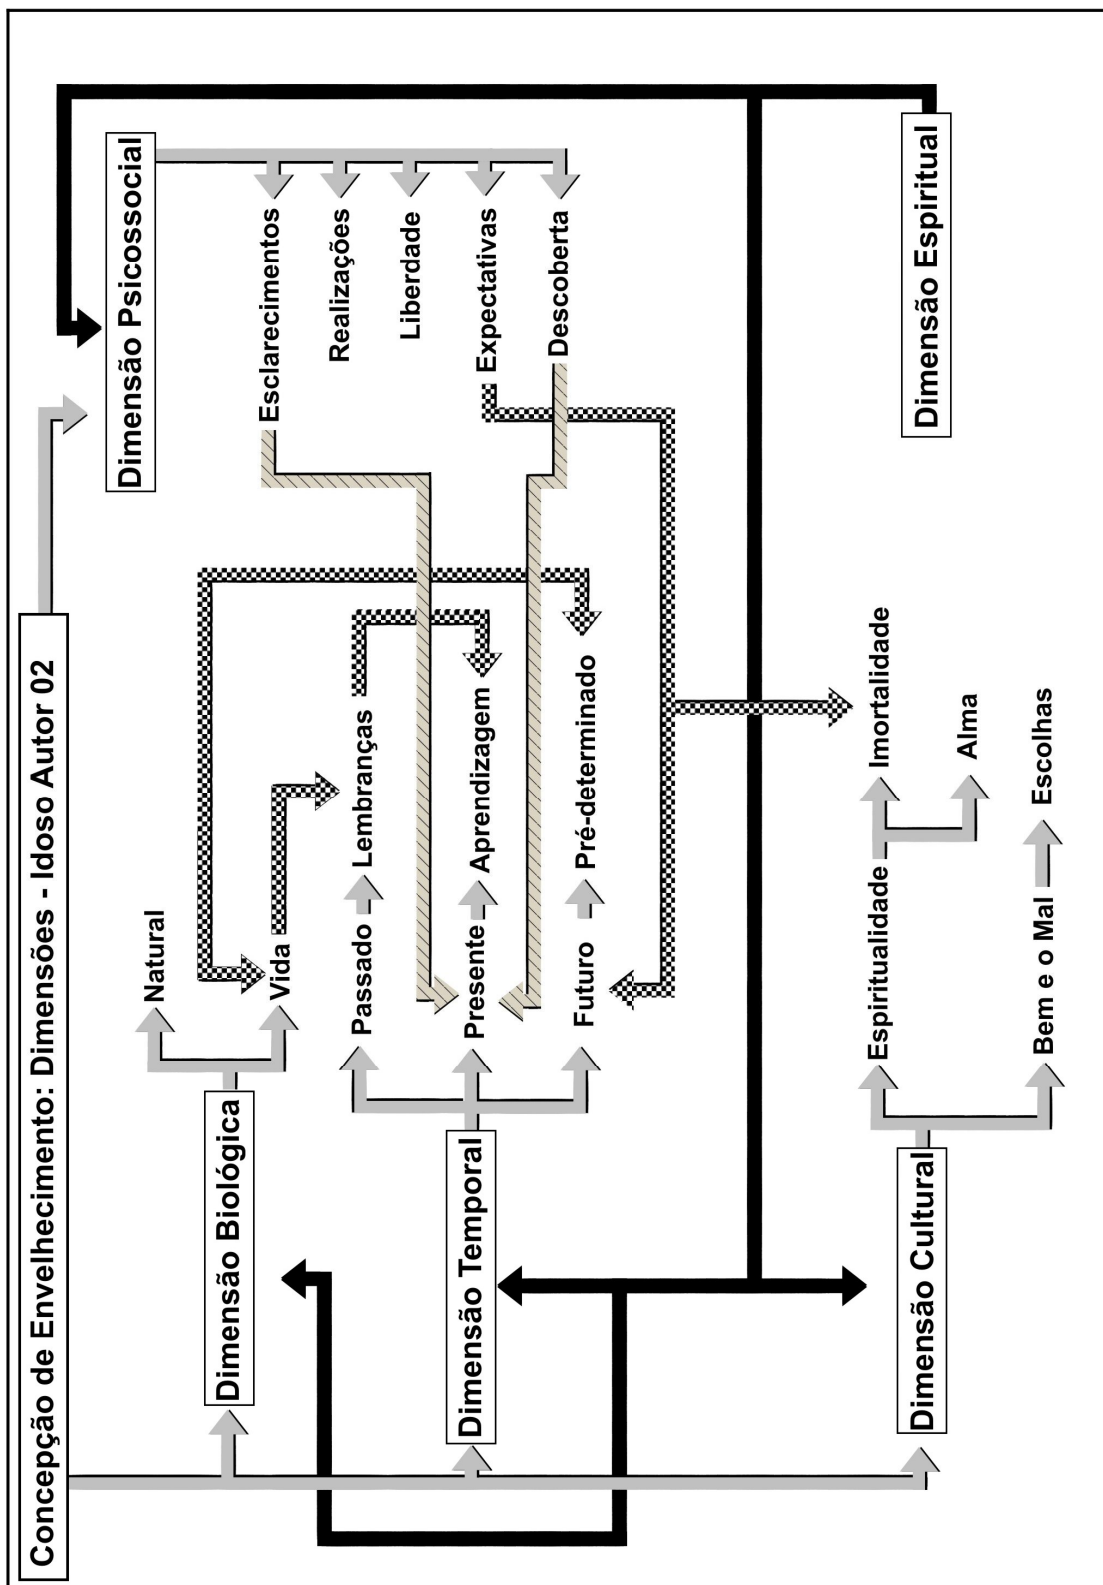 Concepção de Envelhecimento: Dimensões - Idoso Autor 02
Dimensão Biológica
Natural
Vida
Dimensão Temporal
Passado
Lembranças
Presente
Aprendizagem
Futuro
Pré-determinado
Dimensão Cultural
Espiritualidade
Imortalidade
Alma
Bem e o Mal
Escolhas
Dimensão Psicossocial
Esclarecimentos
Realizações
Liberdade
Expectativas
Descoberta
Dimensão Espiritual